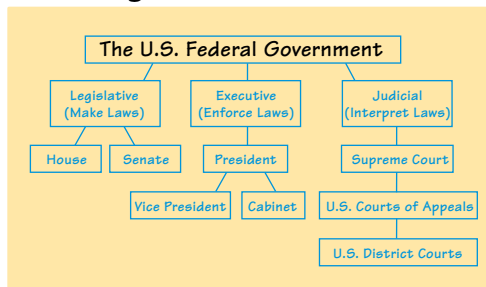 The U.S. Federal Government
Legislative
(Make Laws)
Executive
(Enforce Laws)
Judicial
(Interpret Laws)
House
Senate
President
Supreme Court
Vice President
Cabinet
U.S. Courts of Appeals
U.S. District Courts